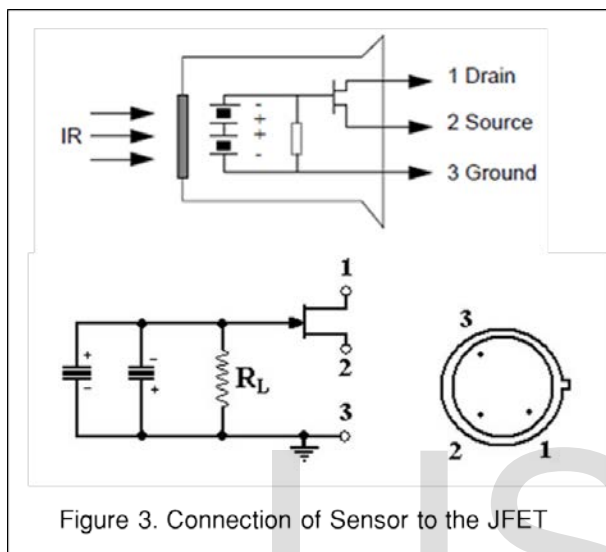 1 Drain
IR
2 Source
3 Ground
- + + -
1
2
3
+ -
- +
RL
3
2
1
Figure 3. Connection of Sensor to the JFET